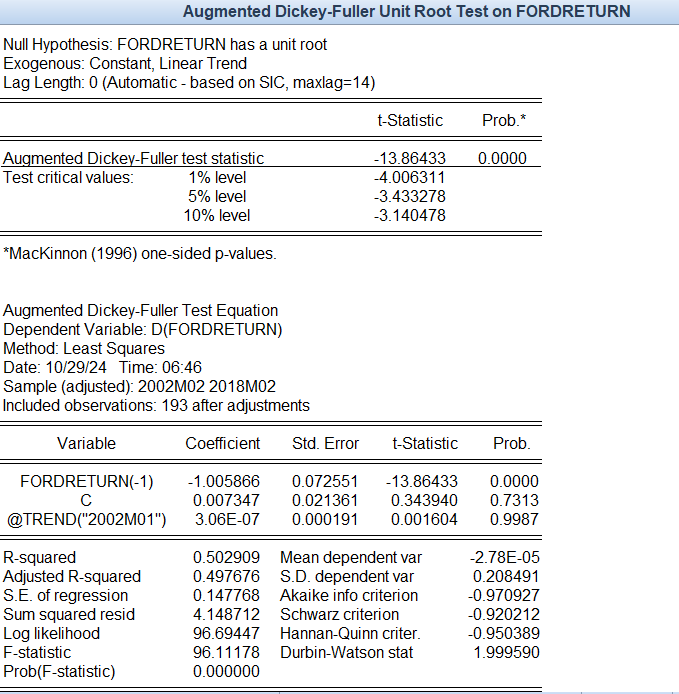 Augmented Dickey-Fuller Unit Root Test on FORDRETURN
Null Hypothesis: FORDRETURN has a unit root
Exogenous: Constant, Linear Trend
Lag Length: 0 (Automatic - based on SIC, maxlag=14)
t-Statistic Prob.*
Augmented Dickey-Fuller test statistic -13.86433 0.0000
Test critical values: 1% level -4.006311
5% level -3.433278
10% level -3.140478
*MacKinnon (1996) one-sided p-values.
Augmented Dickey-Fuller Test Equation
Dependent Variable: D(FORDRETURN)
Method: Least Squares
Date: 10/29/24 Time: 06:46
Sample (adjusted): 2002M02 2018M02
Included observations: 193 after adjustments
Variable Coefficient Std. Error t-Statistic Prob.
FORDRETURN(-1) -1.005866 0.072551 -13.86433 0.0000
C 0.007347 0.021361 0.343940 0.7313
@TREND("2002M01") 3.06E-07 0.000191 0.001604 0.9987
R-squared 0.502909 Mean dependent var -2.78E-05
Adjusted R-squared 0.497676 S.D. dependent var 0.208491
S.E. of regression 0.147768 Akaike info criterion -0.970927
Sum squared resid 4.148712 Schwarz criterion -0.920212
Log likelihood 96.69447 Hannan-Quinn criter. -0.950389
F-statistic 96.11178 Durbin-Watson stat 1.999590
Prob(F-statistic) 0.000000